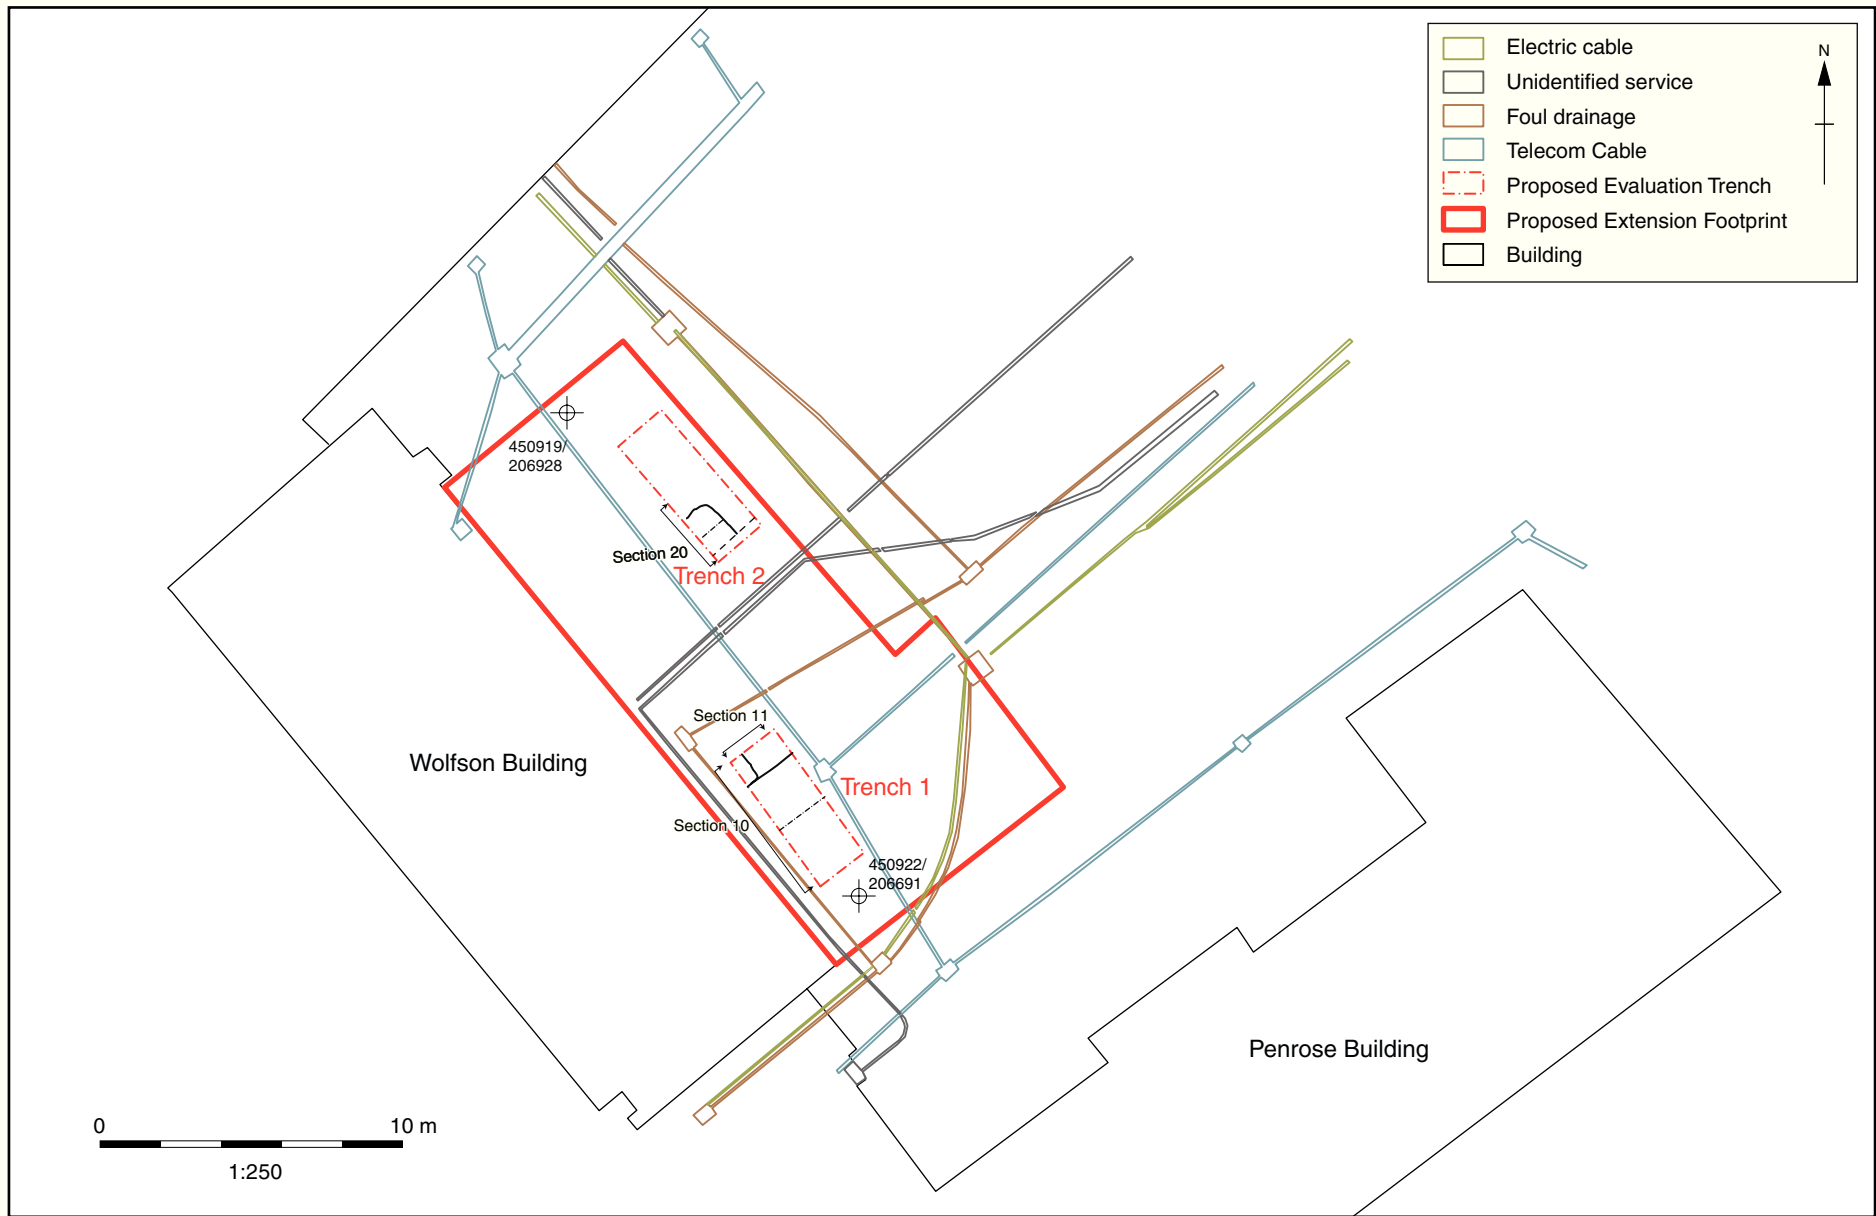 Electric cable
Unidentified service
Foul drainage
Telecom Cable
Proposed Evaluation Trench
Proposed Extension Footprint
Building
N
450919/
206928
Section 20
Trench 2
Section 11
Wolfson Building
Trench 1
Section 10
450922/
206691
Penrose Building
0 10 m
1:250